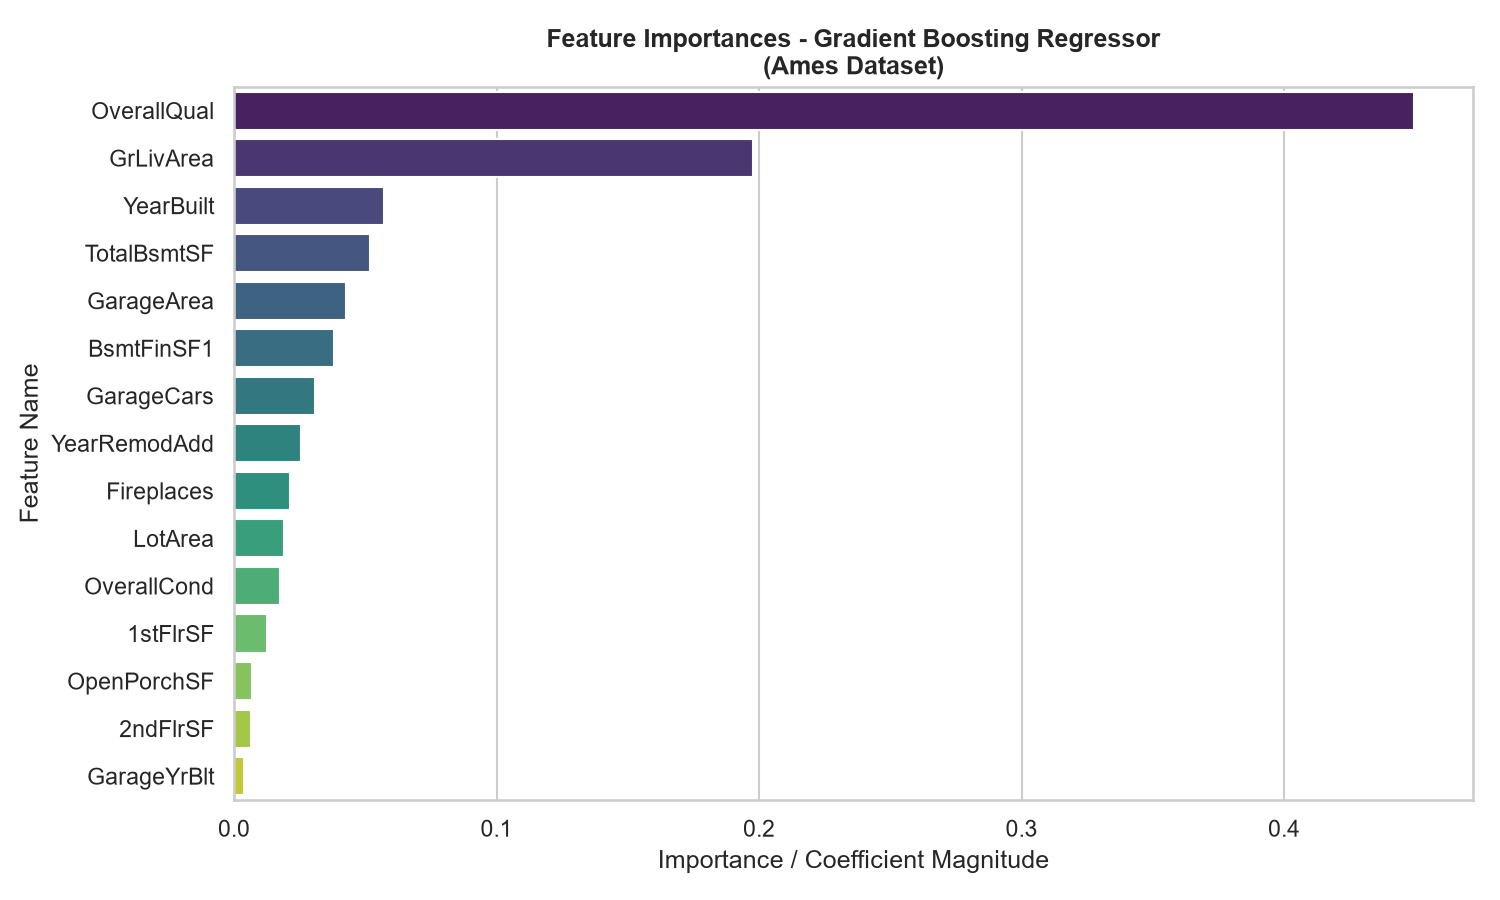 Feature Importances - Gradient Boosting Regressor
(Ames Dataset)
Feature Name
OverallQual
GrLivArea
YearBuilt
TotalBsmtSF
GarageArea
BsmtFinSF1
GarageCars
YearRemodAdd
Fireplaces
LotArea
OverallCond
1stFlrSF
OpenPorchSF
2ndFlrSF
GarageYrBlt
0.0 0.1 0.2 0.3 0.4
Importance / Coefficient Magnitude